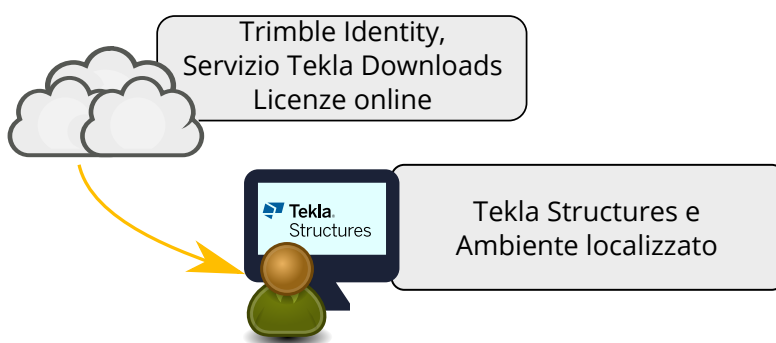 Trimble Identity,
Servizio Tekla Downloads
Licenze online
Tekla.
Structures
Tekla Structures e
Ambiente localizzato